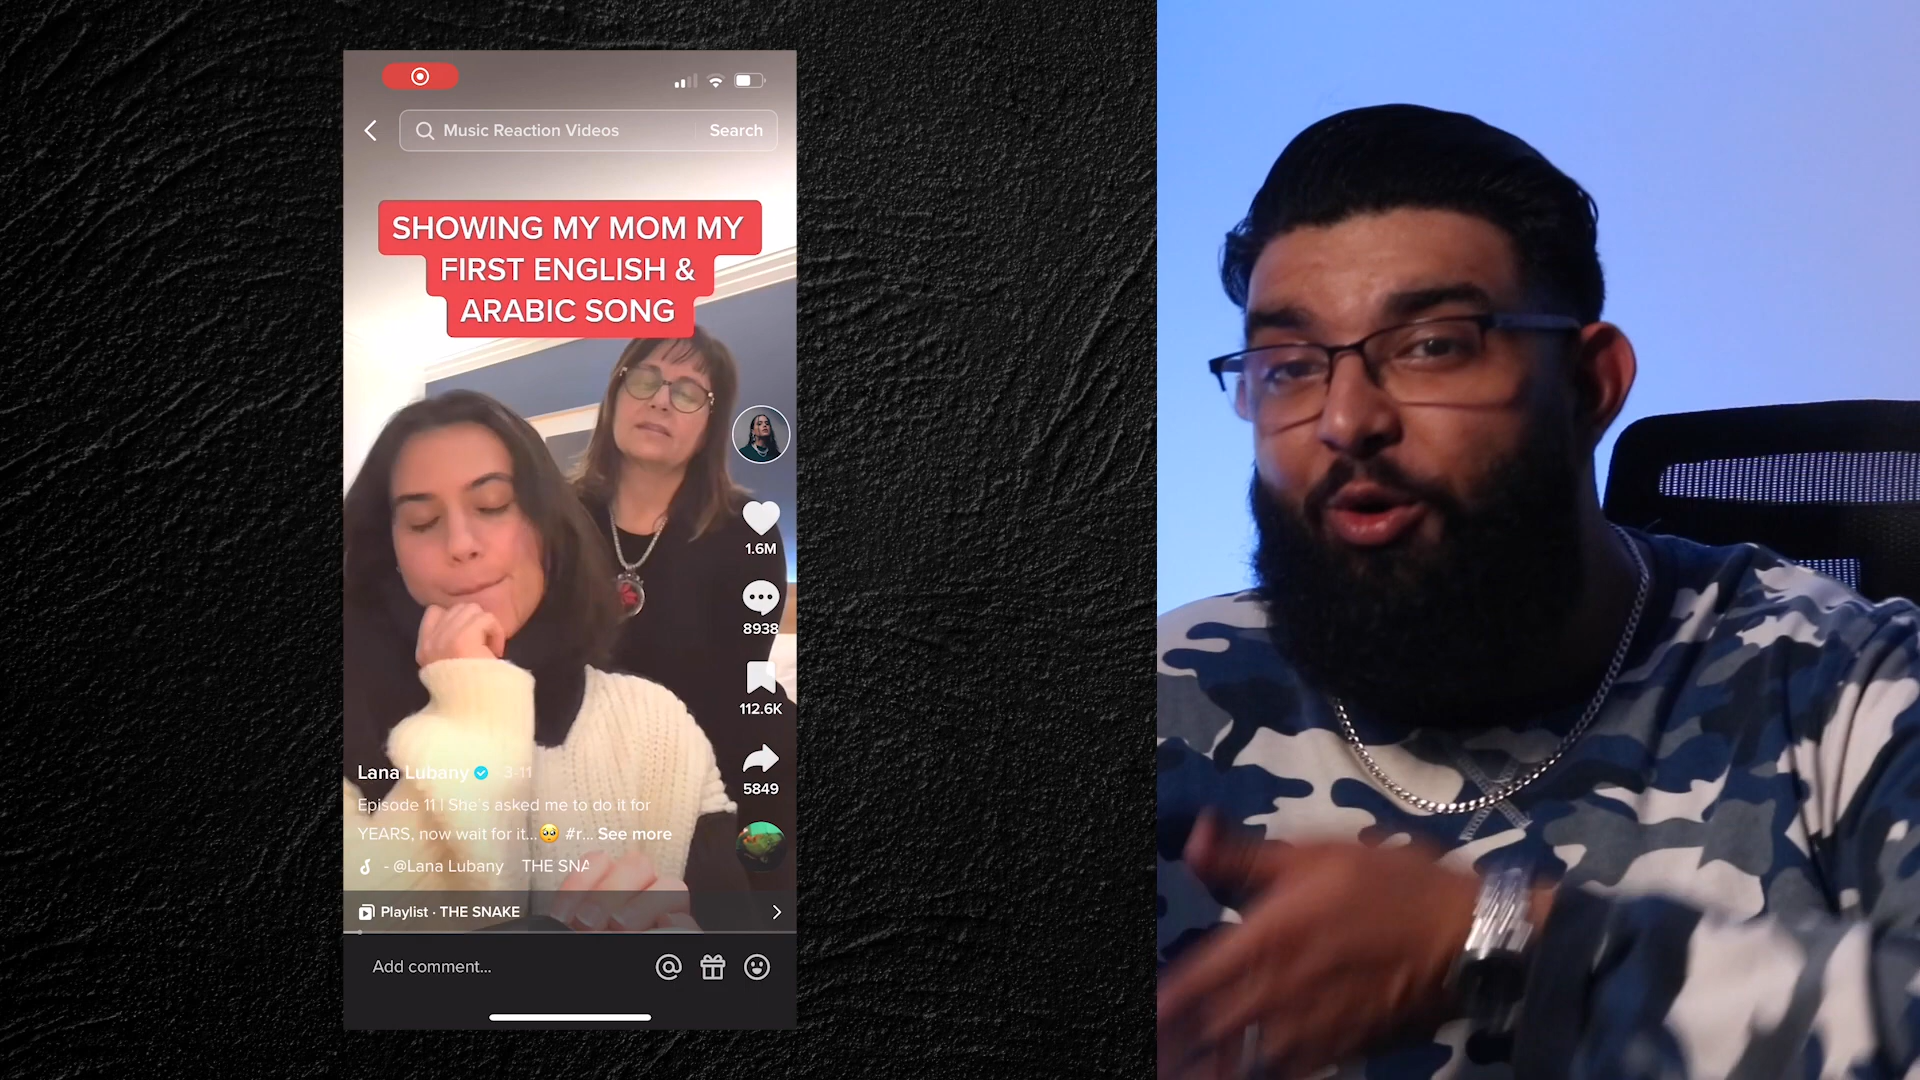 Music Reaction Videos
Search
SHOWING MY MOM MY
FIRST ENGLISH &
ARABIC SONG
1.6M
8938
112.6K
5849
Lana Lubany 3-11
Episode 11 | She's asked me to do it for
YEARS, now wait for it...🥺 #r... See more
- @Lana Lubany THE SNA
Playlist · THE SNAKE
Add comment...